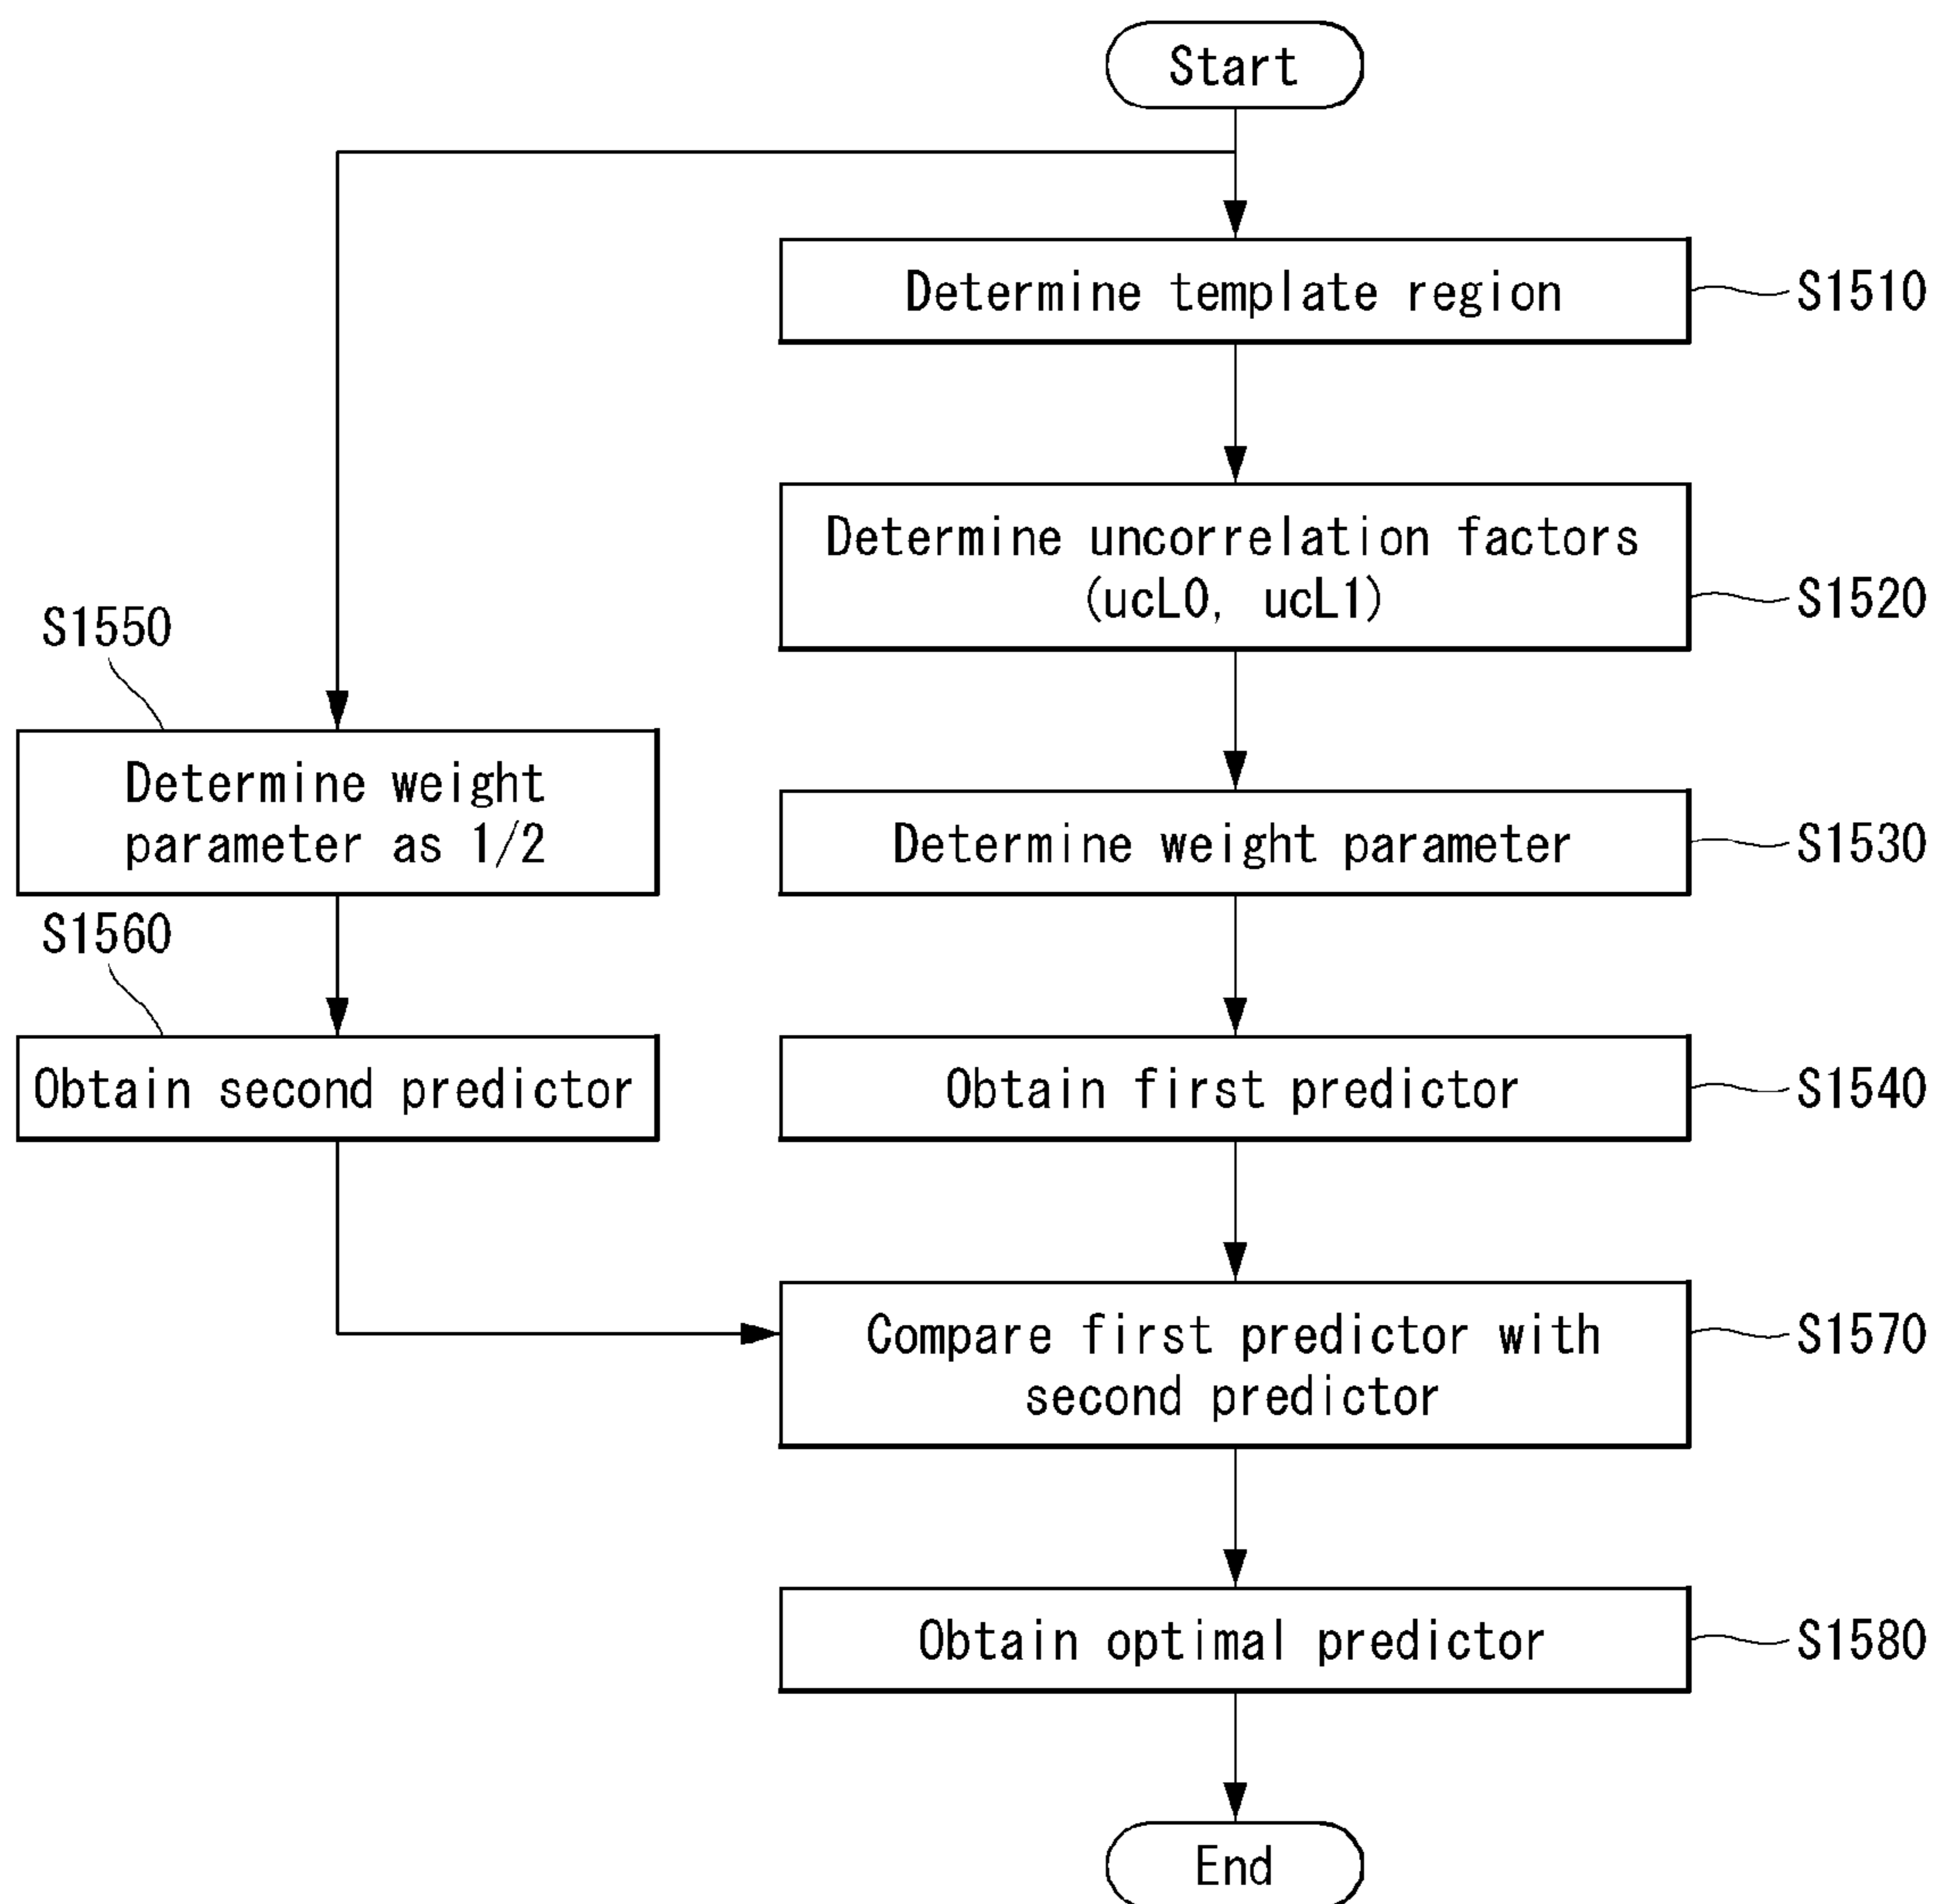 Start
Determine template region
S1510
Determine uncorrelation factors
(ucL0, ucL1)
S1520
S1550
Determine weight
parameter as 1/2
Determine weight parameter
S1530
S1560
Obtain second predictor
Obtain first predictor
S1540
Compare first predictor with
second predictor
S1570
Obtain optimal predictor
S1580
End